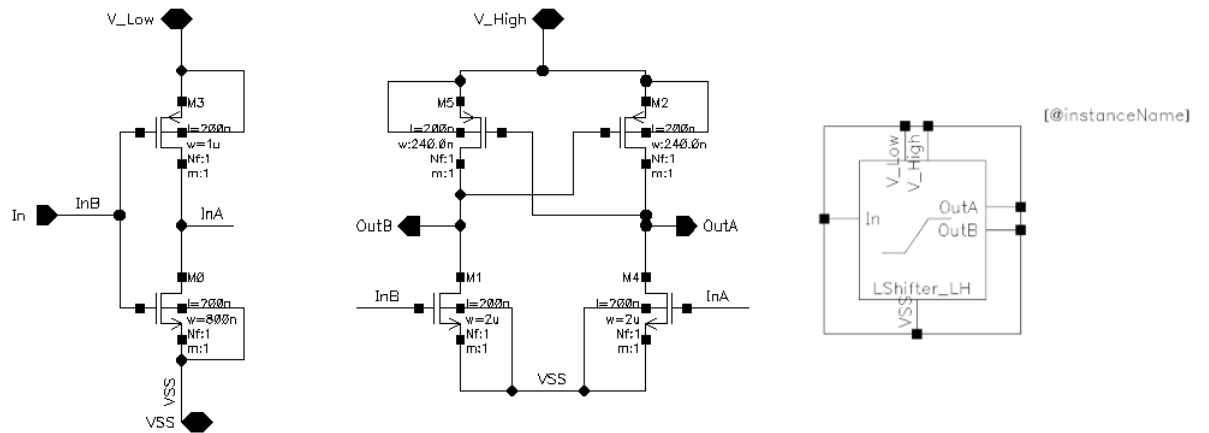 V_Low
M3
l=200n
w=1u
Nf:1
m:1
In
InB
InA
M0
l=200n
w=800n
Nf:1
m:1
VSS
VSS
V_High
M5
l=200n
w:240.0n
Nf:1
m:1
M2
l=200n
w:240.0n
Nf:1
m:1
OutB
OutA
M1
InB
l=200n
w=2u
Nf:1
m:1
M4
InA
l=200n
w=2u
Nf:1
m:1
VSS
[@instanceName]
V_Low
V_High
In
OutA
OutB
LShifter_LH
VSS